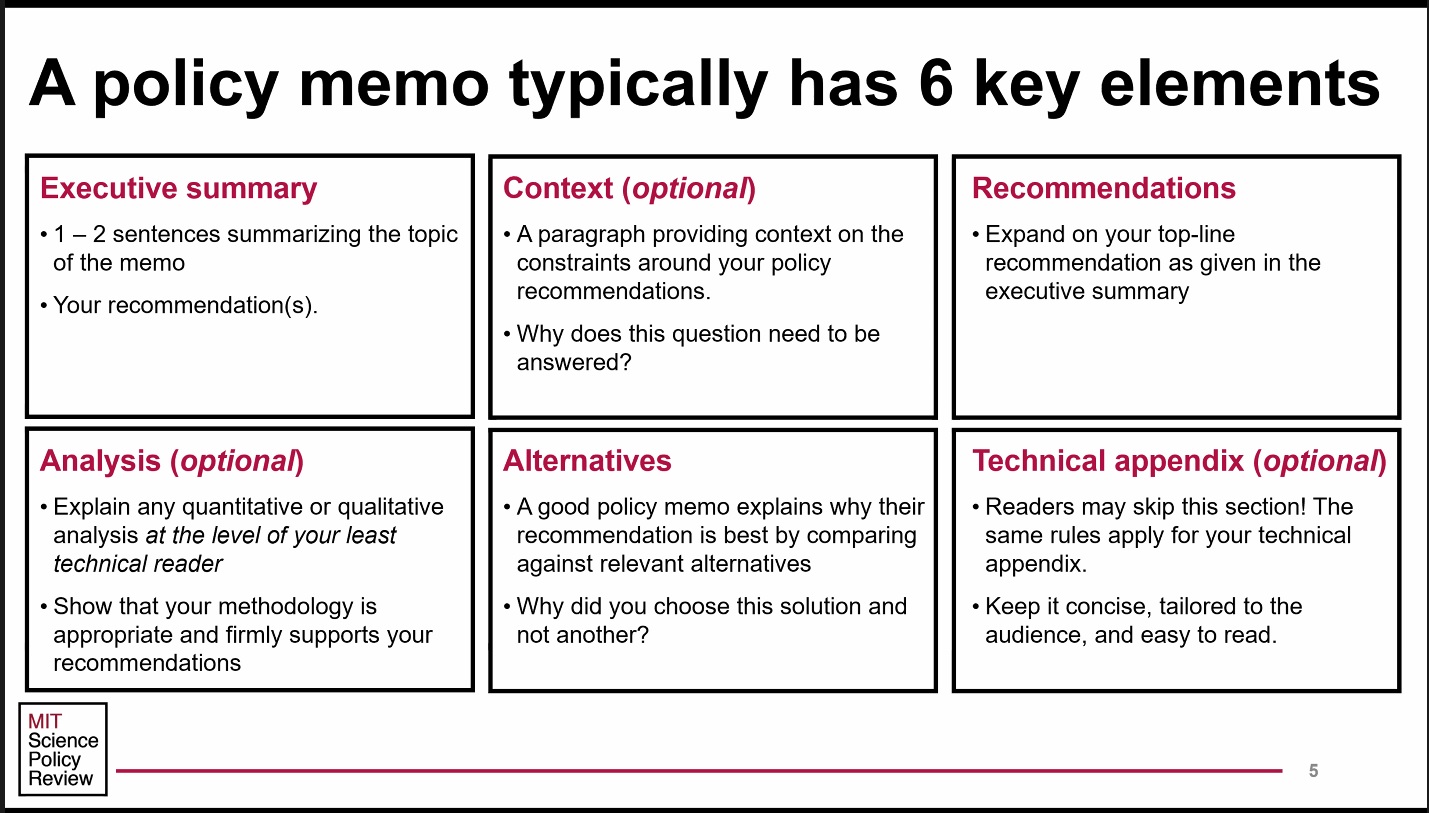 A policy memo typically has 6 key elements
Executive summary
• 1 – 2 sentences summarizing the topic
of the memo
• Your recommendation(s).
Context (optional)
• A paragraph providing context on the
constraints around your policy
recommendations.
• Why does this question need to be
answered?
Recommendations
• Expand on your top-line
recommendation as given in the
executive summary
Analysis (optional)
• Explain any quantitative or qualitative
analysis at the level of your least
technical reader
• Show that your methodology is
appropriate and firmly supports your
recommendations
Alternatives
• A good policy memo explains why their
recommendation is best by comparing
against relevant alternatives
• Why did you choose this solution and
not another?
Technical appendix (optional)
• Readers may skip this section! The
same rules apply for your technical
appendix.
• Keep it concise, tailored to the
audience, and easy to read.
MIT
Science
Policy
Review
5